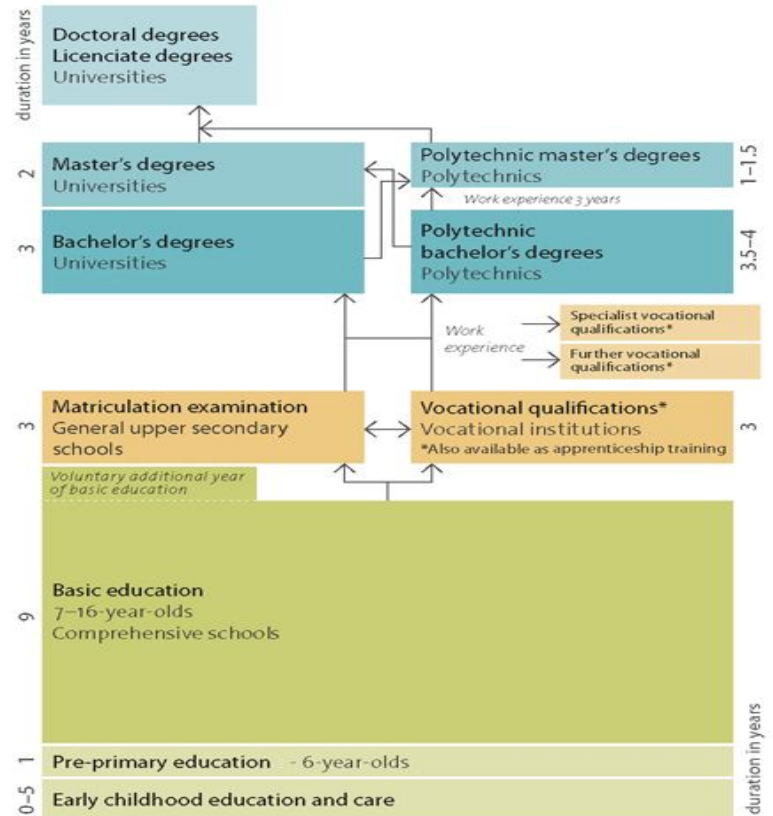 duration in years
Doctoral degrees
Licenciate degrees
Universities
2
Master's degrees
Universities
Polytechnic master's degrees
Polytechnics
1–1.5
Work experience 3 years
3
Bachelor's degrees
Universities
Polytechnic
bachelor's degrees
Polytechnics
3.5–4
Work
experience
Specialist vocational
qualifications*
Further vocational
qualifications*
3
Matriculation examination
General upper secondary
schools
Vocational qualifications*
Vocational institutions
*Also available as apprenticeship training
3
Voluntary additional year
of basic education
9
Basic education
7–16-year-olds
Comprehensive schools
1
Pre-primary education - 6-year-olds
0–5
Early childhood education and care
duration in years